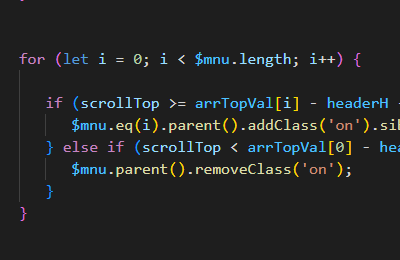 for (let i = 0; i < $mnu.length; i++) {
if (scrollTop >= arrTopVal[i] - headerH -
$mnu.eq(i).parent().addClass('on').sib
} else if (scrollTop < arrTopVal[0] - hea
$mnu.parent().removeClass('on');
}
}